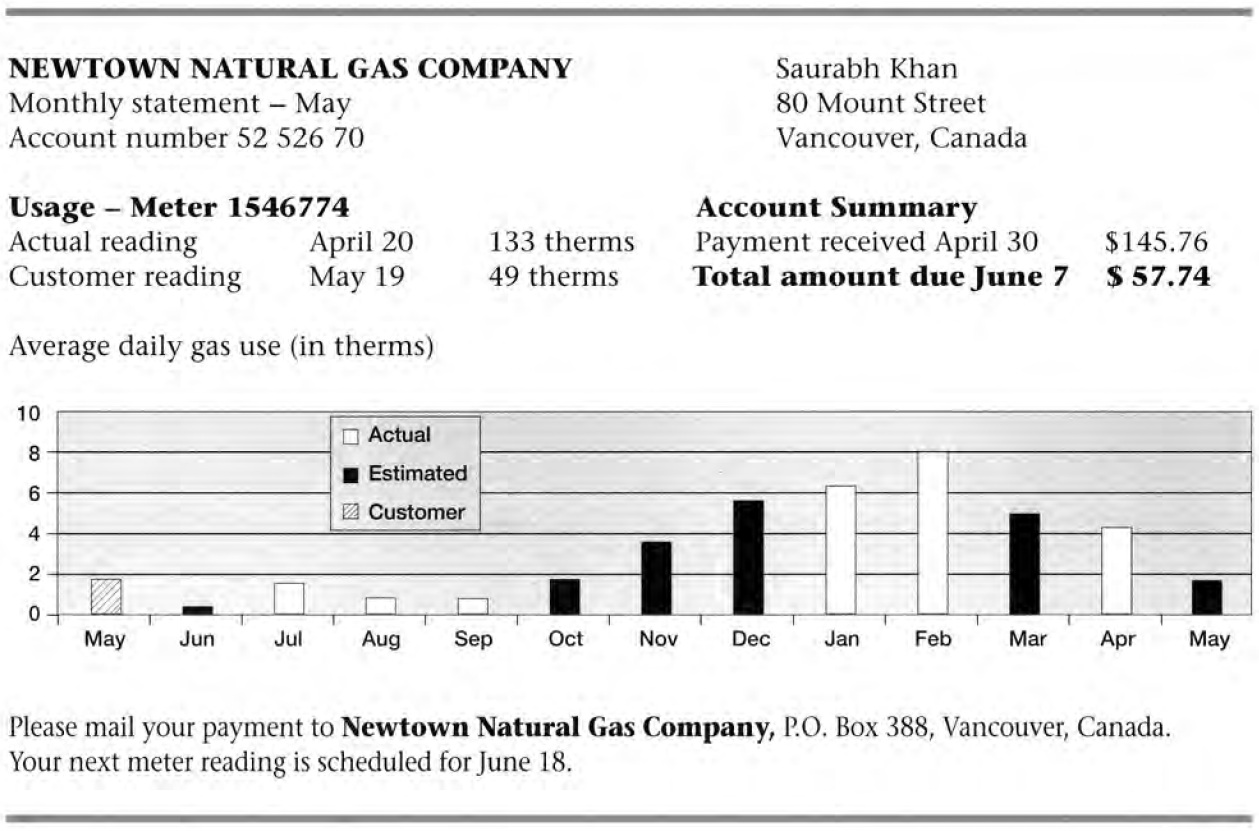 NEWTOWN NATURAL GAS COMPANY
Monthly statement – May
Account number 52 526 70
Saurabh Khan
80 Mount Street
Vancouver, Canada
Usage – Meter 1546774
Actual reading April 20 133 therms
Customer reading May 19 49 therms
Account Summary
Payment received April 30 $145.76
Total amount due June 7 $ 57.74
Average daily gas use (in therms)
10
8
6
4
2
0
Actual
Estimated
Customer
May Jun Jul Aug Sep Oct Nov Dec Jan Feb Mar Apr May
Please mail your payment to Newtown Natural Gas Company, P.O. Box 388, Vancouver, Canada.
Your next meter reading is scheduled for June 18.